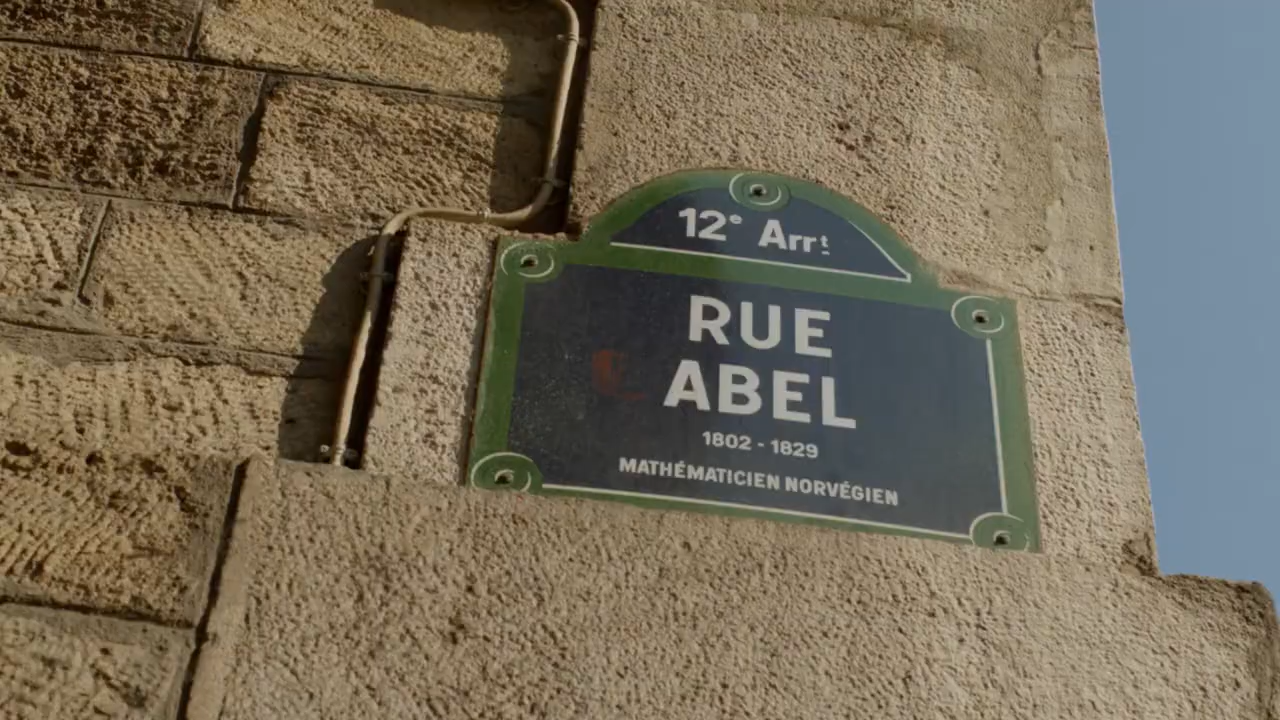 12e Arrt
RUE
ABEL
1802 - 1829
MATHÉMATICIEN NORVÉGIEN